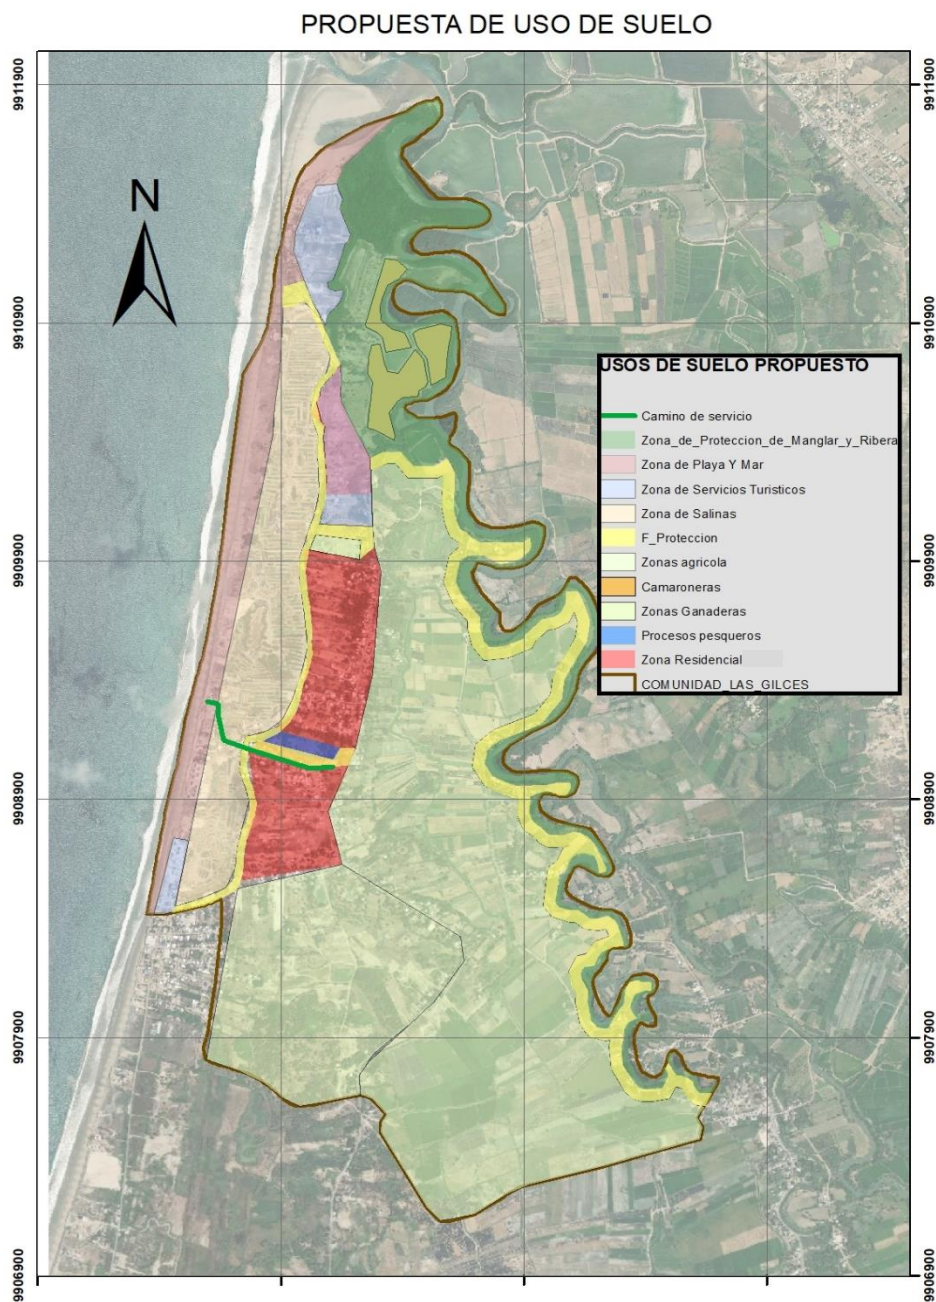 PROPUESTA DE USO DE SUELO
N
9911900
9911900
9910900
9910900
9909900
9909900
9908900
9908900
9907900
9907900
9906900
9906900
USOS DE SUELO PROPUESTO
Camino de servicio
Zona_de_Proteccion_de_Manglar_y_Ribera
Zona de Playa Y Mar
Zona de Servicios Turisticos
Zona de Salinas
F_Proteccion
Zonas agricola
Camaroneras
Zonas Ganaderas
Procesos pesqueros
Zona Residencial
COMUNIDAD_LAS_GILCES